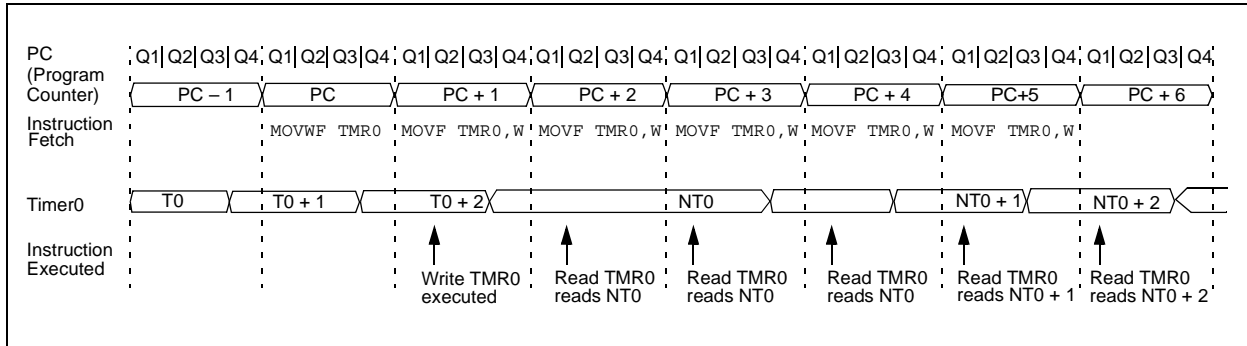 PC
(Program
Counter)
Q1 Q2 Q3 Q4 Q1 Q2 Q3 Q4 Q1 Q2 Q3 Q4 Q1 Q2 Q3 Q4 Q1 Q2 Q3 Q4 Q1 Q2 Q3 Q4 Q1 Q2 Q3 Q4 Q1 Q2 Q3 Q4
PC – 1 PC PC + 1 PC + 2 PC + 3 PC + 4 PC+5 PC + 6
Instruction
Fetch
MOVWF TMR0 MOVF TMR0,W MOVF TMR0,W MOVF TMR0,W MOVF TMR0,W MOVF TMR0,W
Timer0
T0 T0 + 1 T0 + 2 NT0 NT0 + 1 NT0 + 2
Instruction
Executed
Write TMR0
executed
Read TMR0
reads NT0
Read TMR0
reads NT0
Read TMR0
reads NT0
Read TMR0
reads NT0 + 1
Read TMR0
reads NT0 + 2